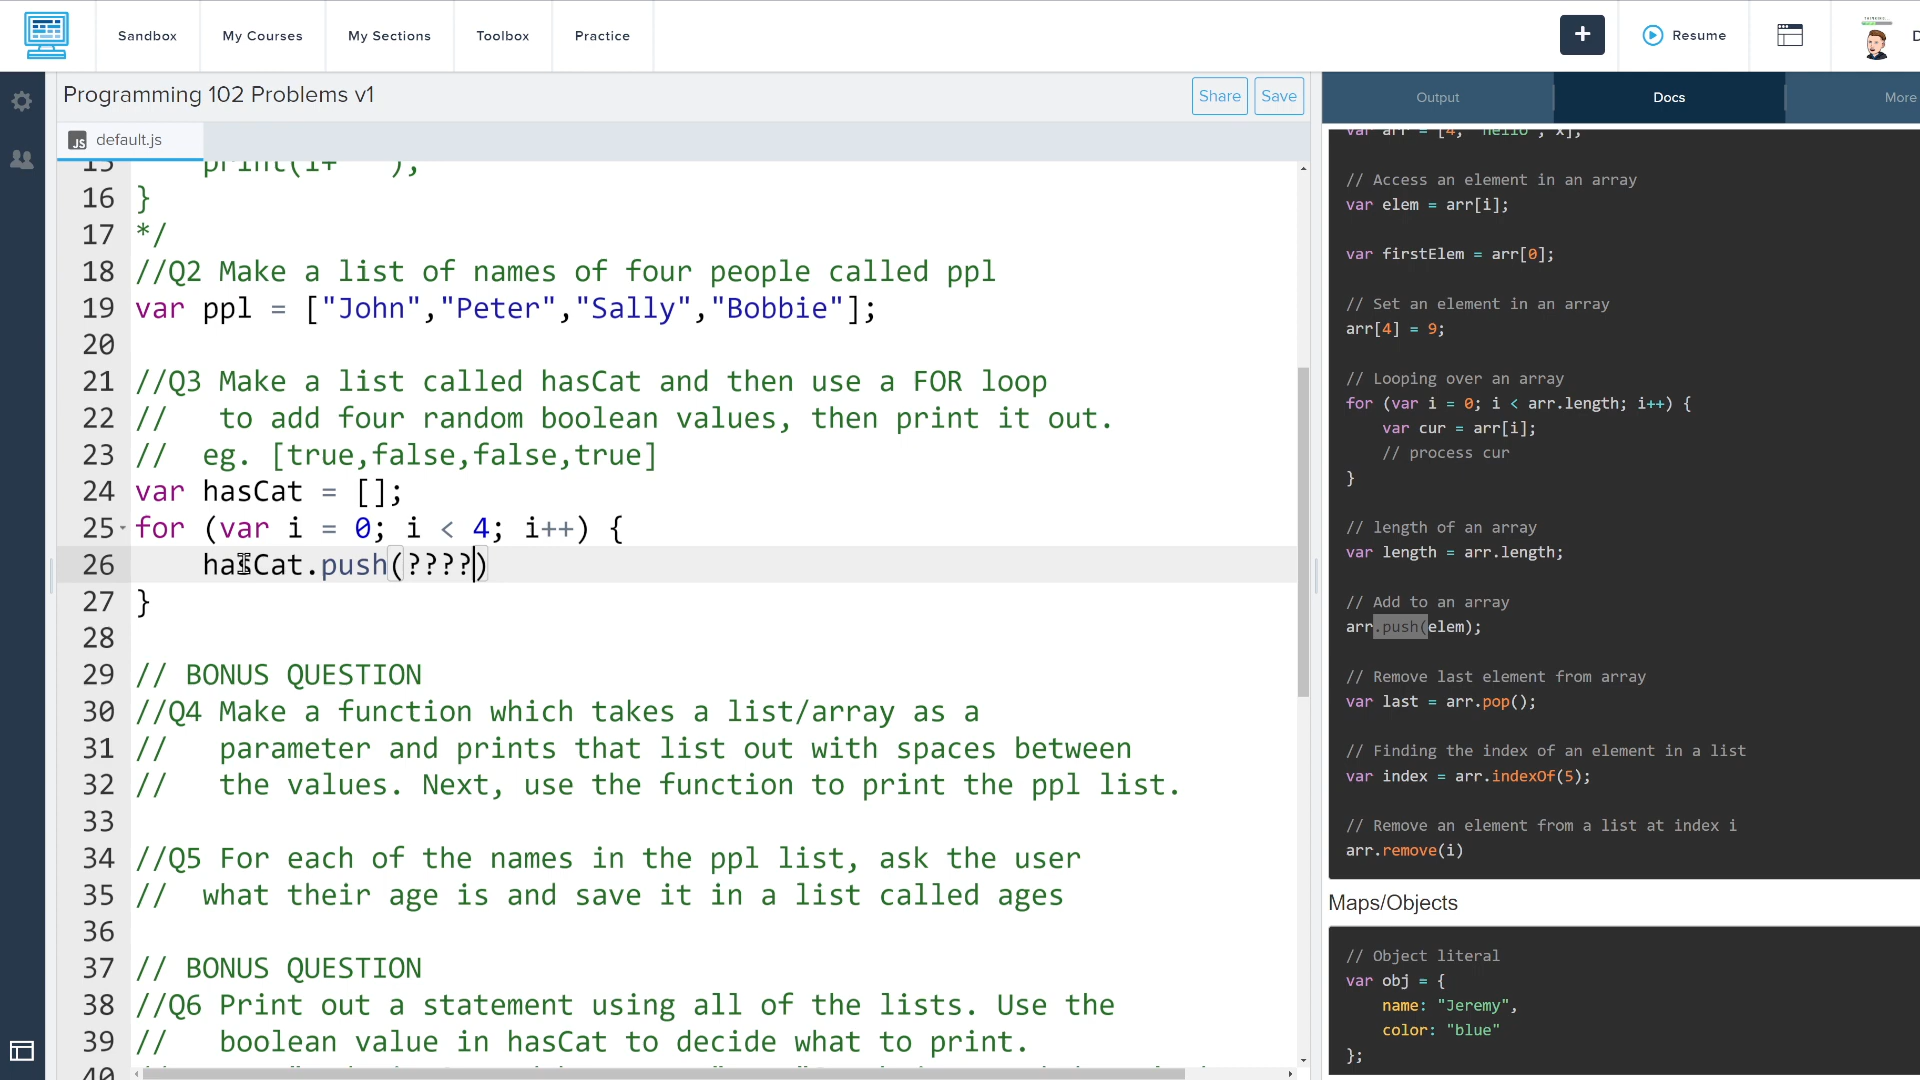 Sandbox
My Courses
My Sections
Toolbox
Practice
+
Resume
Programming 102 Problems v1
Share
Save
JS default.js
16 }
17 */
18 //Q2 Make a list of names of four people called ppl
19 var ppl = ["John","Peter","Sally","Bobbie"];
20
21 //Q3 Make a list called hasCat and then use a FOR loop
22 //   to add four random boolean values, then print it out.
23 //  eg. [true,false,false,true]
24 var hasCat = [];
25 for (var i = 0; i < 4; i++) {
26     hasCat.push(????)
27 }
28
29 // BONUS QUESTION
30 //Q4 Make a function which takes a list/array as a
31 //   parameter and prints that list out with spaces between
32 //   the values. Next, use the function to print the ppl list.
33
34 //Q5 For each of the names in the ppl list, ask the user
35 //  what their age is and save it in a list called ages
36
37 // BONUS QUESTION
38 //Q6 Print out a statement using all of the lists. Use the
39 //   boolean value in hasCat to decide what to print.
40
Output
Docs
More
var arr = [4, "hello", x];
// Access an element in an array
var elem = arr[i];
var firstElem = arr[0];
// Set an element in an array
arr[4] = 9;
// Looping over an array
for (var i = 0; i < arr.length; i++) {
    var cur = arr[i];
    // process cur
}
// length of an array
var length = arr.length;
// Add to an array
arr.push(elem);
// Remove last element from array
var last = arr.pop();
// Finding the index of an element in a list
var index = arr.indexOf(5);
// Remove an element from a list at index i
arr.remove(i)
Maps/Objects
// Object literal
var obj = {
    name: "Jeremy",
    color: "blue"
};